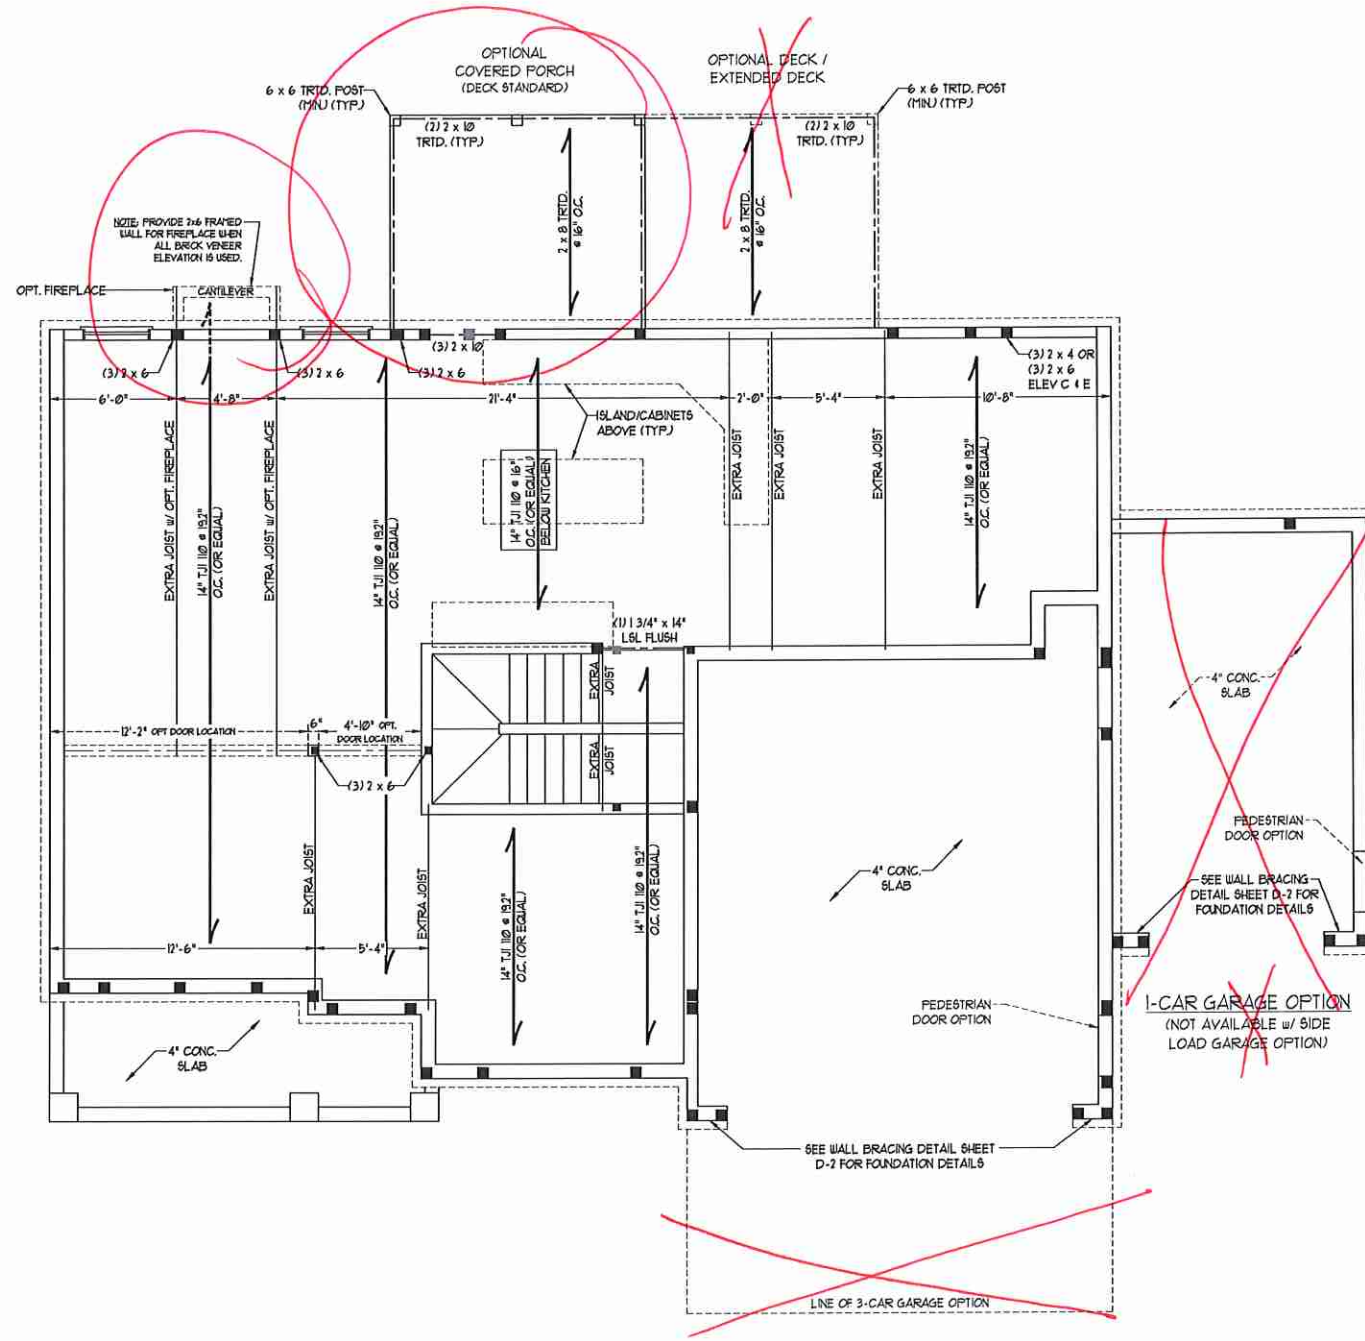 OPTIONAL
COVERED PORCH
(DECK STANDARD)
OPTIONAL DECK /
EXTENDED DECK
6 x 6 TRTD. POST
(MIN.) (TYP.)
6 x 6 TRTD. POST
(MIN.) (TYP.)
(2) 2 x 10
TRTD. (TYP.)
(2) 2 x 10
TRTD. (TYP.)
2 x 8 TRTD.
@ 16" O.C.
2 x 8 TRTD.
@ 16" O.C.
NOTE: PROVIDE 2x6 FRAMED
WALL FOR FIREPLACE WHEN
ALL BRICK VENEER
ELEVATION IS USED.
OPT. FIREPLACE
CANTILEVER
(3) 2 x 6
(3) 2 x 6
(3) 2 x 6
(3) 2 x 10
(3) 2 x 4 OR
(3) 2 x 6
ELEV C & E
6'-0"
4'-8"
21'-4"
2'-0"
5'-4"
10'-8"
ISLAND/CABINETS
ABOVE (TYP.)
EXTRA JOIST w/ OPT. FIREPLACE
14" TJI 110 @ 19.2"
O.C. (OR EQUAL)
EXTRA JOIST w/ OPT. FIREPLACE
14" TJI 110 @ 19.2"
O.C. (OR EQUAL)
14" TJI 110 @ 16"
O.C. (OR EQUAL)
BELOW KITCHEN
EXTRA JOIST
EXTRA JOIST
EXTRA JOIST
14" TJI 110 @ 19.2"
O.C. (OR EQUAL)
(1) 1 3/4" x 14"
LSL FLUSH
EXTRA
JOIST
EXTRA
JOIST
4" CONC.
SLAB
12'-2" OPT DOOR LOCATION
6"
4'-10" OPT.
DOOR LOCATION
(3) 2 x 6
EXTRA JOIST
EXTRA JOIST
14" TJI 110 @ 19.2"
O.C. (OR EQUAL)
14" TJI 110 @ 19.2"
O.C. (OR EQUAL)
4" CONC.
SLAB
PEDESTRIAN
DOOR OPTION
SEE WALL BRACING
DETAIL SHEET D-2 FOR
FOUNDATION DETAILS
12'-6"
5'-4"
PEDESTRIAN
DOOR OPTION
1-CAR GARAGE OPTION
(NOT AVAILABLE w/ SIDE
LOAD GARAGE OPTION)
4" CONC.
SLAB
SEE WALL BRACING DETAIL SHEET
D-2 FOR FOUNDATION DETAILS
LINE OF 3-CAR GARAGE OPTION